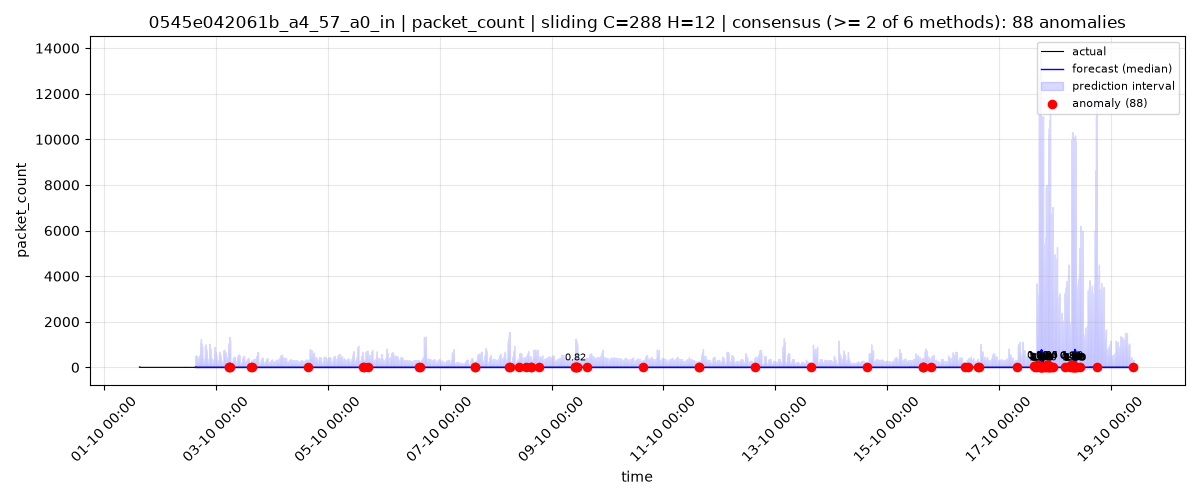 0545e042061b_a4_57_a0_in | packet_count | sliding C=288 H=12 | consensus (>= 2 of 6 methods): 88 anomalies
actual
forecast (median)
prediction interval
anomaly (88)
packet_count
14000
12000
10000
8000
6000
4000
2000
0
0.82
01-10 00:00
03-10 00:00
05-10 00:00
07-10 00:00
09-10 00:00
11-10 00:00
13-10 00:00
15-10 00:00
17-10 00:00
19-10 00:00
time